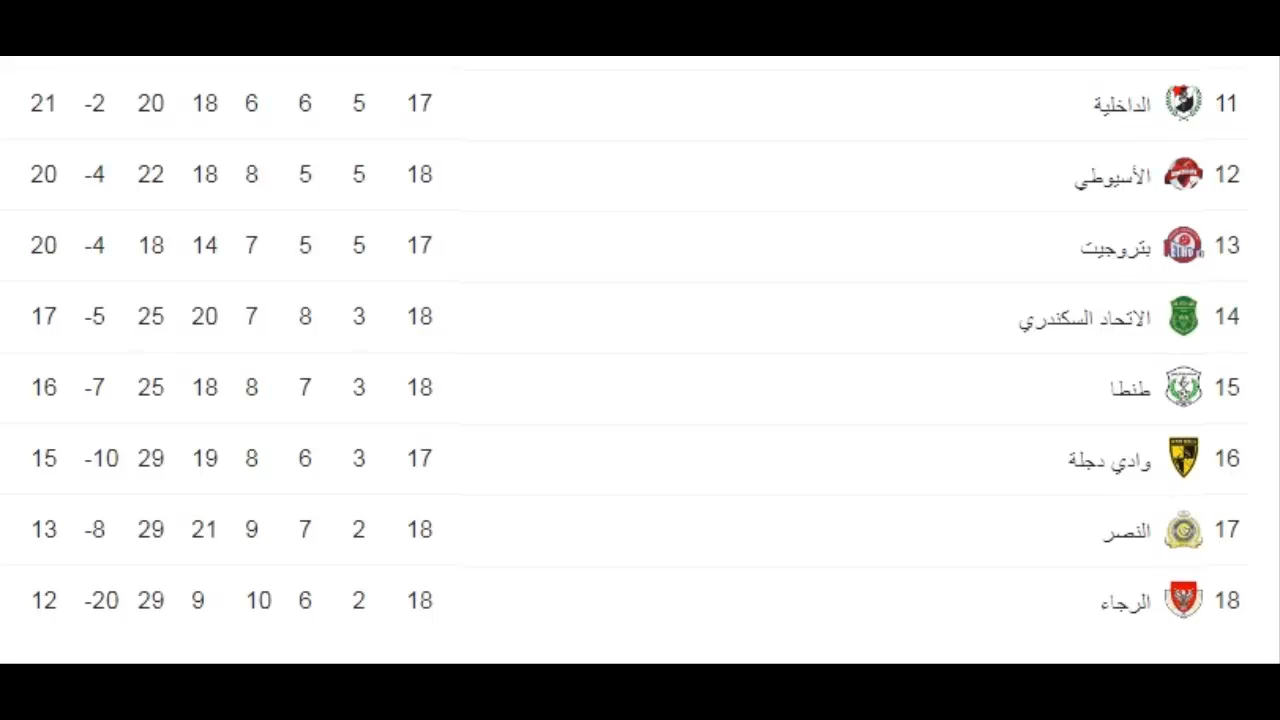 11 الداخلية 17 5 6 6 18 20 -2 21
12 الأسيوطي 18 5 5 8 18 22 -4 20
13 بتروجيت 17 5 5 7 14 18 -4 20
14 الاتحاد السكندري 18 3 8 7 20 25 -5 17
15 طنطا 18 3 7 8 18 25 -7 16
16 وادي دجلة 17 3 6 8 19 29 -10 15
17 النصر 18 2 7 9 21 29 -8 13
18 الرجاء 18 2 6 10 9 29 -20 12